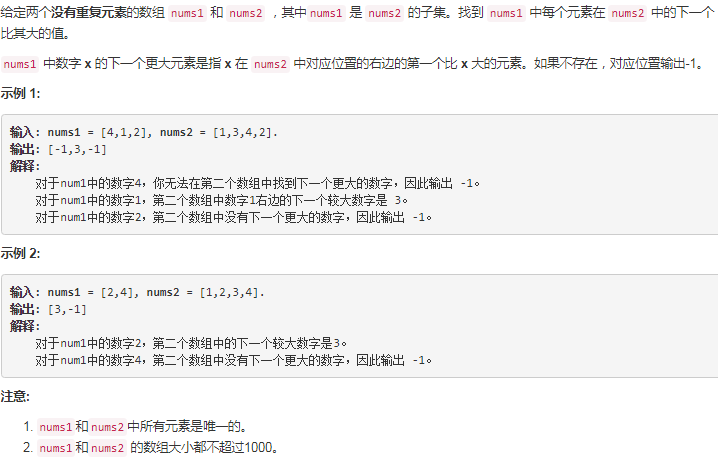 给定两个没有重复元素的数组 nums1 和 nums2 ，其中 nums1 是 nums2 的子集。找到 nums1 中每个元素在 nums2 中的下一个
比其大的值。
nums1 中数字 x 的下一个更大元素是指 x 在 nums2 中对应位置的右边的第一个比 x 大的元素。如果不存在，对应位置输出-1。
示例 1:
输入: nums1 = [4,1,2], nums2 = [1,3,4,2].
输出: [-1,3,-1]
解释:
对于num1中的数字4，你无法在第二个数组中找到下一个更大的数字，因此输出 -1。
对于num1中的数字1，第二个数组中数字1右边的下一个较大数字是 3。
对于num1中的数字2，第二个数组中没有下一个更大的数字，因此输出 -1。
示例 2:
输入: nums1 = [2,4], nums2 = [1,2,3,4].
输出: [3,-1]
解释:
对于num1中的数字2，第二个数组中的下一个较大数字是3。
对于num1中的数字4，第二个数组中没有下一个更大的数字，因此输出 -1。
注意:
1. nums1和nums2中所有元素是唯一的。
2. nums1和nums2 的数组大小都不超过1000。